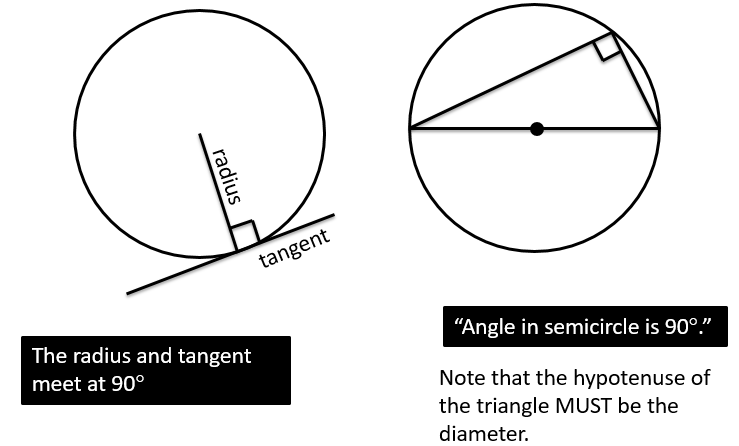 radius
tangent
The radius and tangent
meet at 90°
“Angle in semicircle is 90°.”
Note that the hypotenuse of
the triangle MUST be the
diameter.